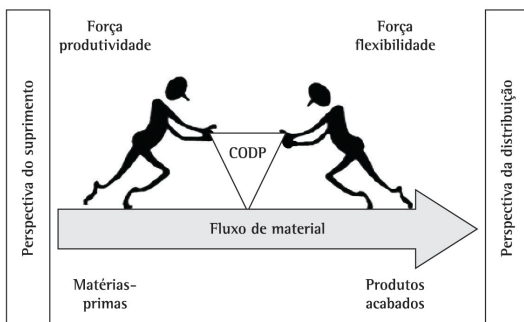 Força
produtividade
Força
flexibilidade
Perspectiva do suprimento
CODP
Perspectiva da distribuição
Fluxo de material
Matérias-
primas
Produtos
acabados